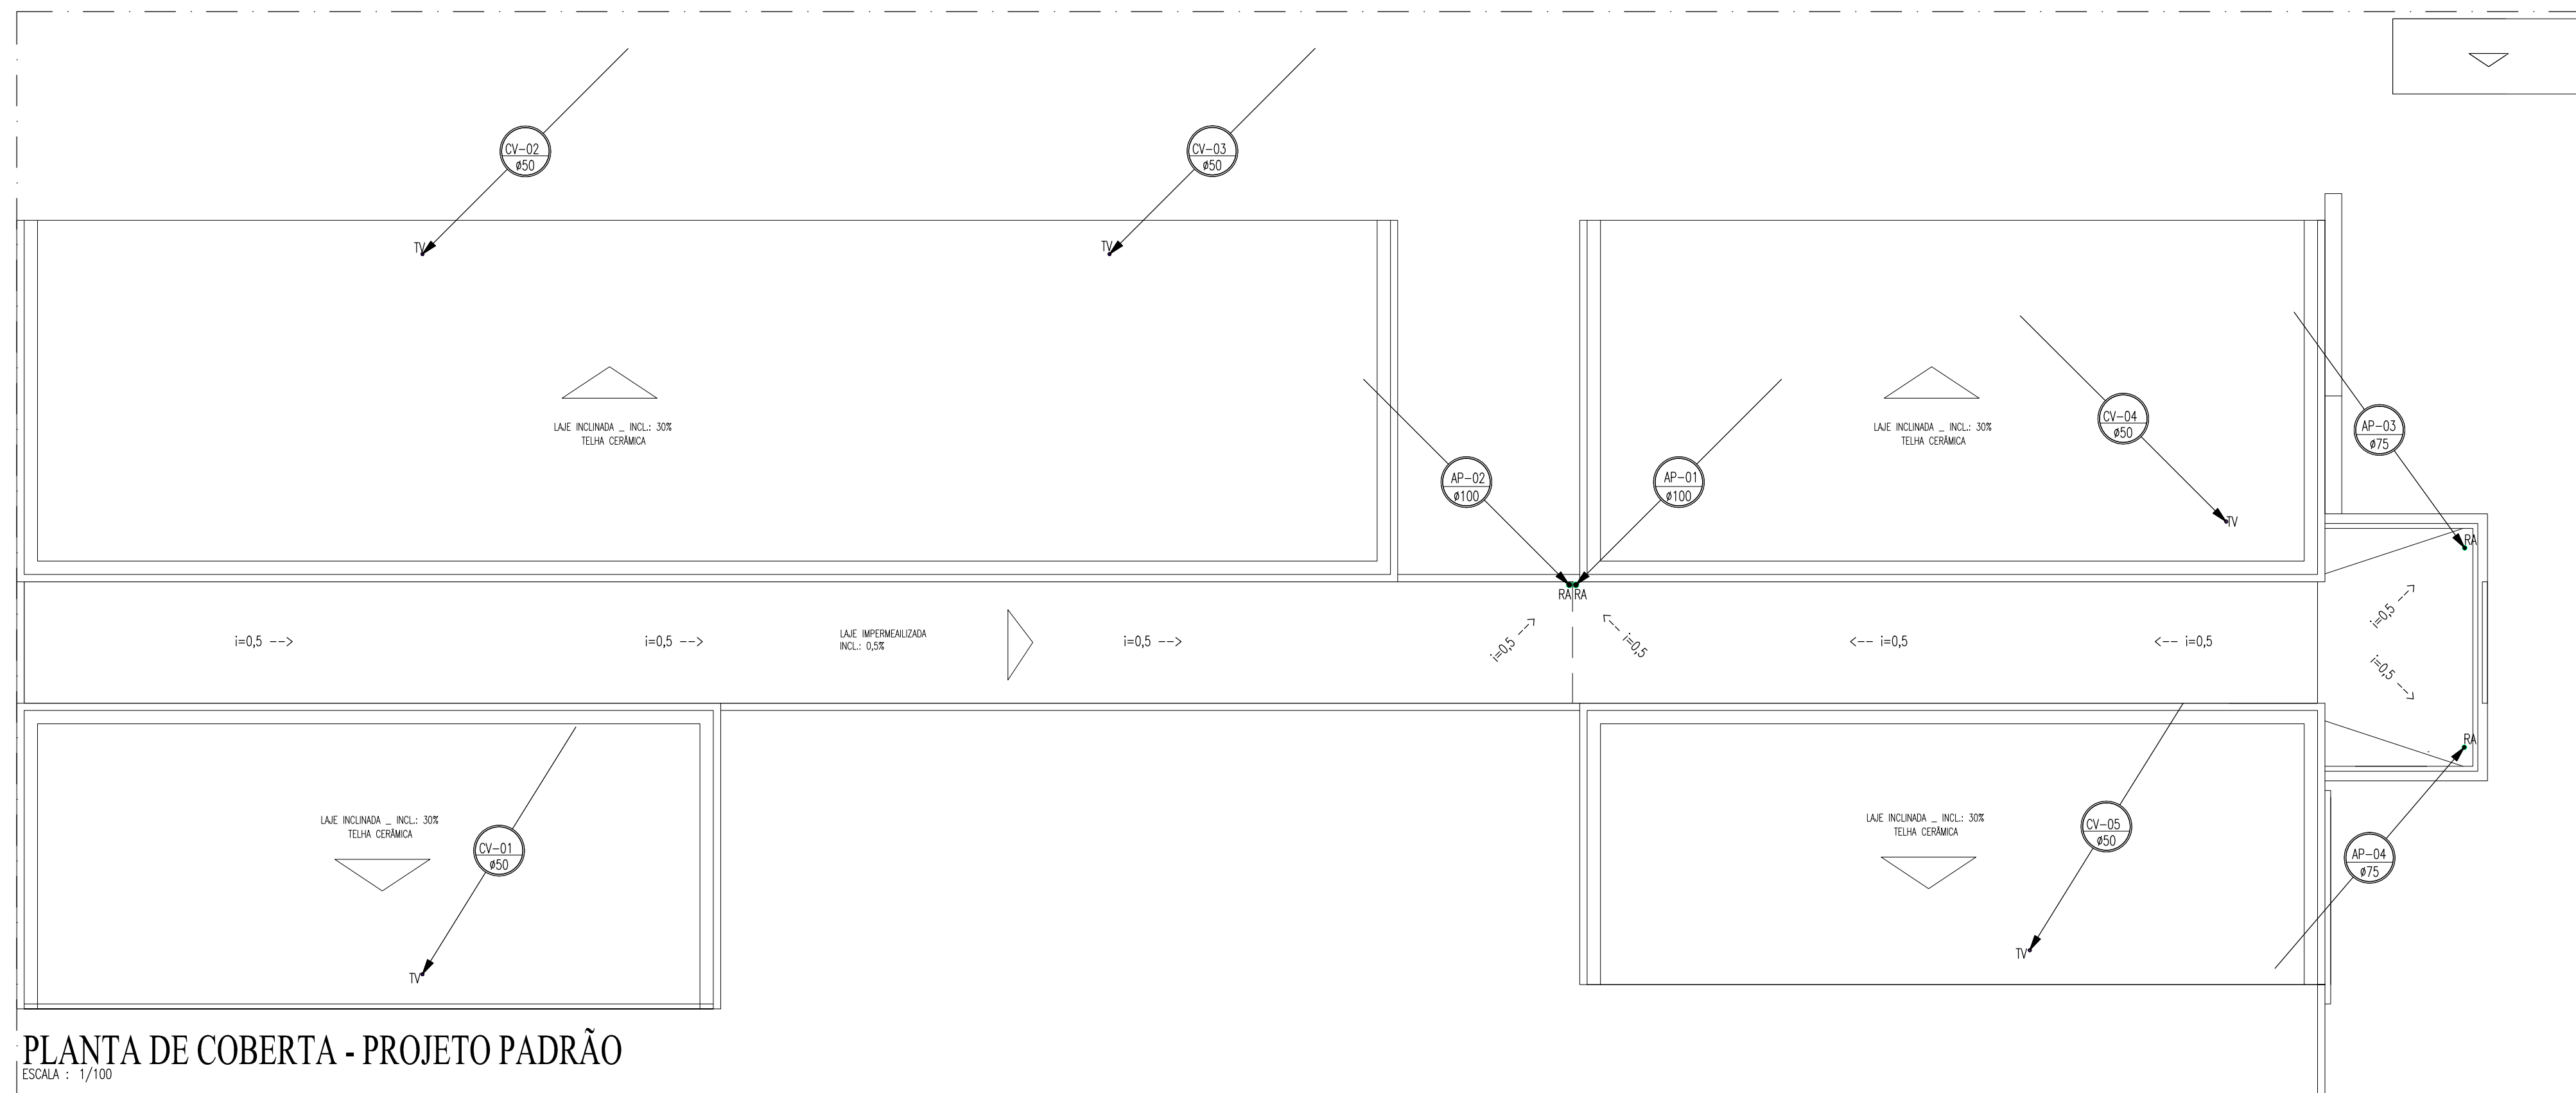 CV-02
ø50
CV-03
ø50
TV
TV
LAJE INCLINADA _ INCL.: 30%
TELHA CERÂMICA
LAJE INCLINADA _ INCL.: 30%
TELHA CERÂMICA
CV-04
ø50
AP-03
ø75
AP-02
ø100
AP-01
ø100
TV
RA
RA RA
i=0,5 -->
i=0,5 -->
LAJE IMPERMEAILIZADA
INCL.: 0,5%
i=0,5 -->
i=0,5 -->
<-- i=0,5
<-- i=0,5
<-- i=0,5
i=0,5 -->
i=0,5 -->
RA
LAJE INCLINADA _ INCL.: 30%
TELHA CERÂMICA
CV-01
ø50
TV
LAJE INCLINADA _ INCL.: 30%
TELHA CERÂMICA
CV-05
ø50
TV
AP-04
ø75
PLANTA DE COBERTA - PROJETO PADRÃO
ESCALA : 1/100